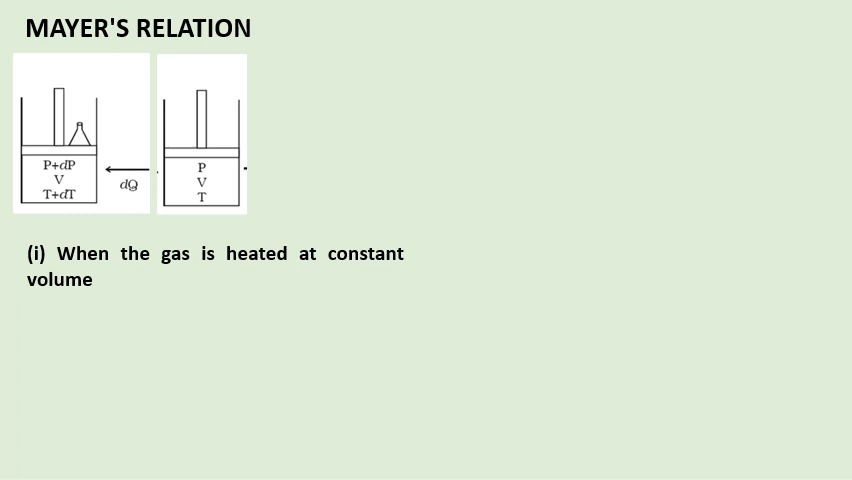 MAYER'S RELATION
P+dP
V
T+dT
dQ
P
V
T
(i) When the gas is heated at constant
volume